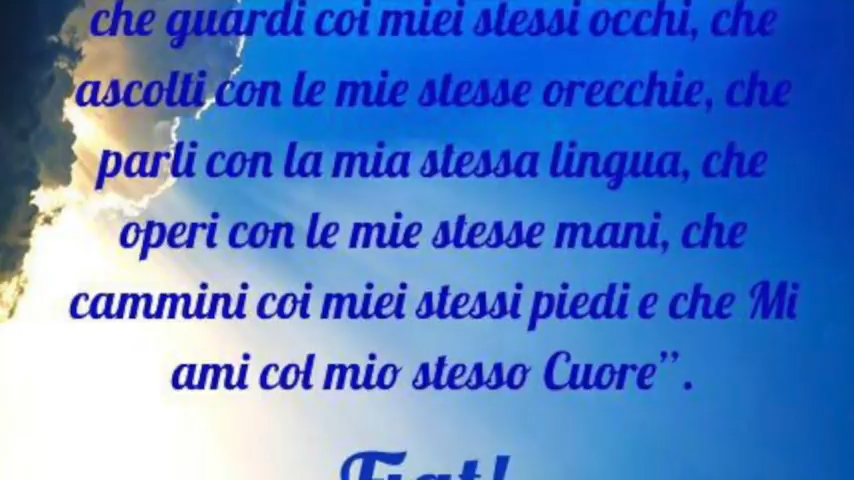 che guardi coi miei stessi occhi, che
ascolti con le mie stesse orecchie, che
parli con la mia stessa lingua, che
operi con le mie stesse mani, che
cammini coi miei stessi piedi e che Mi
ami col mio stesso Cuore”.
Fiat!